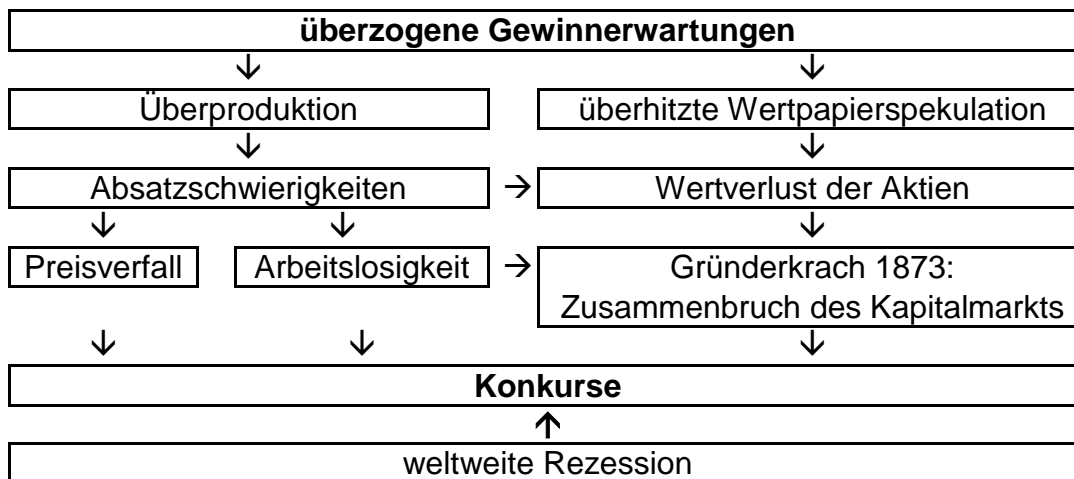 überzogene Gewinnerwartungen
Überproduktion
überhitzte Wertpapierspekulation
Absatzschwierigkeiten
Wertverlust der Aktien
Preisverfall
Arbeitslosigkeit
Gründerkrach 1873:
Zusammenbruch des Kapitalmarkts
Konkurse
weltweite Rezession